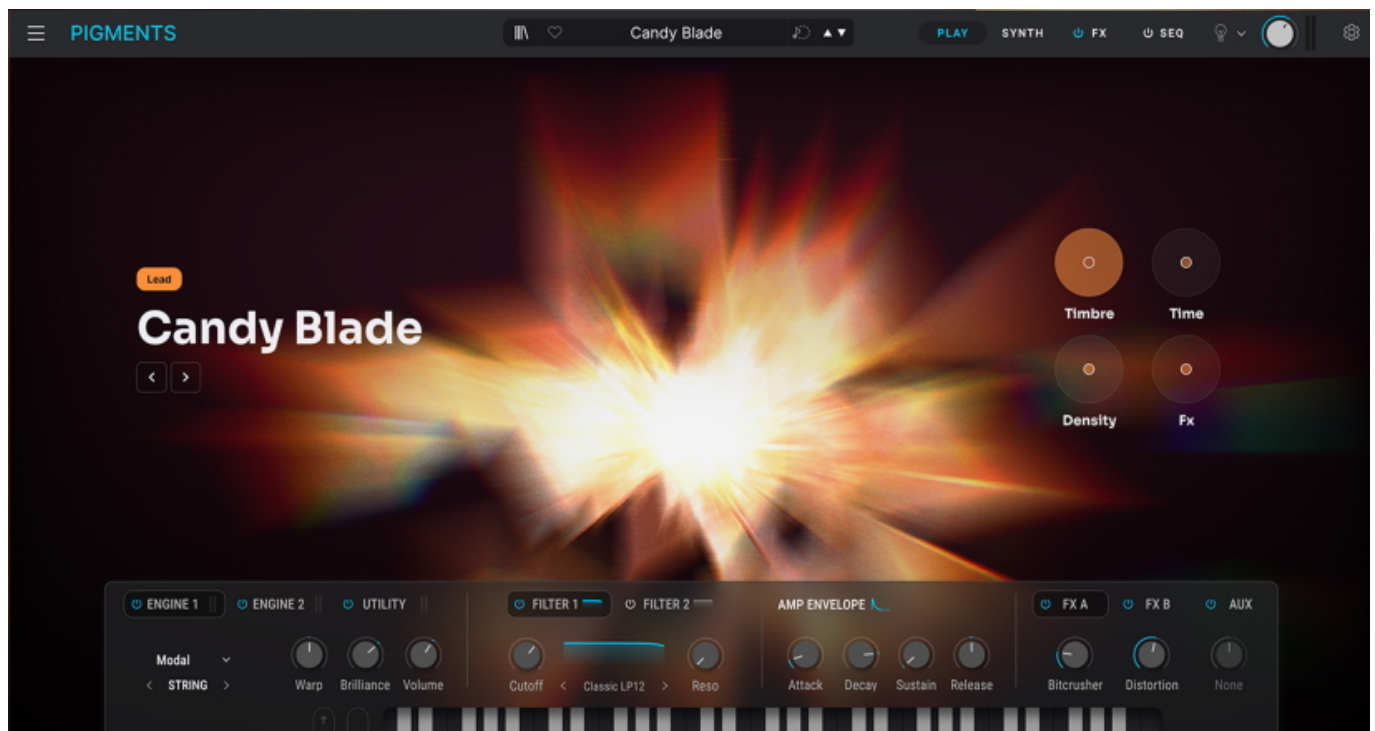 PIGMENTS
Candy Blade
PLAY SYNTH FX SEQ
Lead
Candy Blade
Timbre Time
Density Fx
ENGINE 1 ENGINE 2 UTILITY FILTER 1 FILTER 2 AMP ENVELOPE FX A FX B AUX
Modal
STRING Warp Brilliance Volume Cutoff Classic LP12 Reso Attack Decay Sustain Release Bitcrusher Distortion None